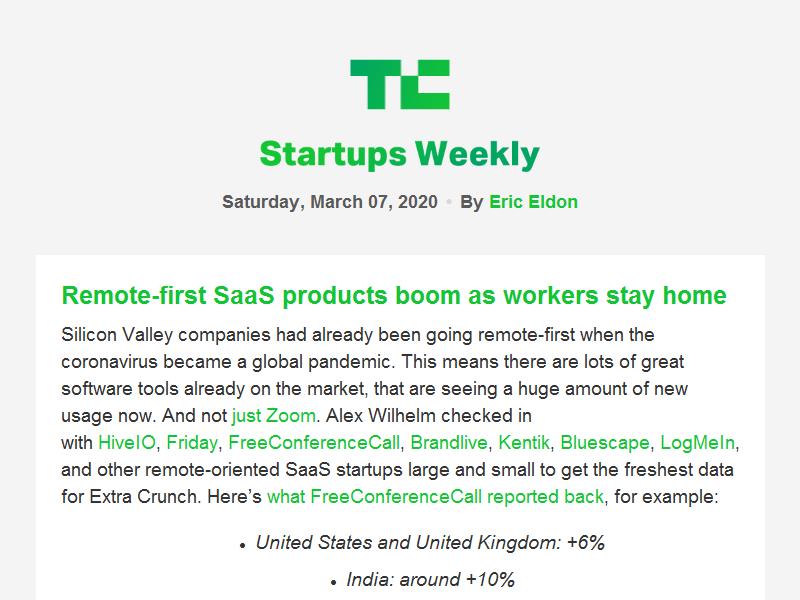 TC
Startups Weekly
Saturday, March 07, 2020 • By Eric Eldon
Remote-first SaaS products boom as workers stay home
Silicon Valley companies had already been going remote-first when the
coronavirus became a global pandemic. This means there are lots of great
software tools already on the market, that are seeing a huge amount of new
usage now. And not just Zoom. Alex Wilhelm checked in
with HiveIO, Friday, FreeConferenceCall, Brandlive, Kentik, Bluescape, LogMeIn,
and other remote-oriented SaaS startups large and small to get the freshest data
for Extra Crunch. Here’s what FreeConferenceCall reported back, for example:
• United States and United Kingdom: +6%
• India: around +10%